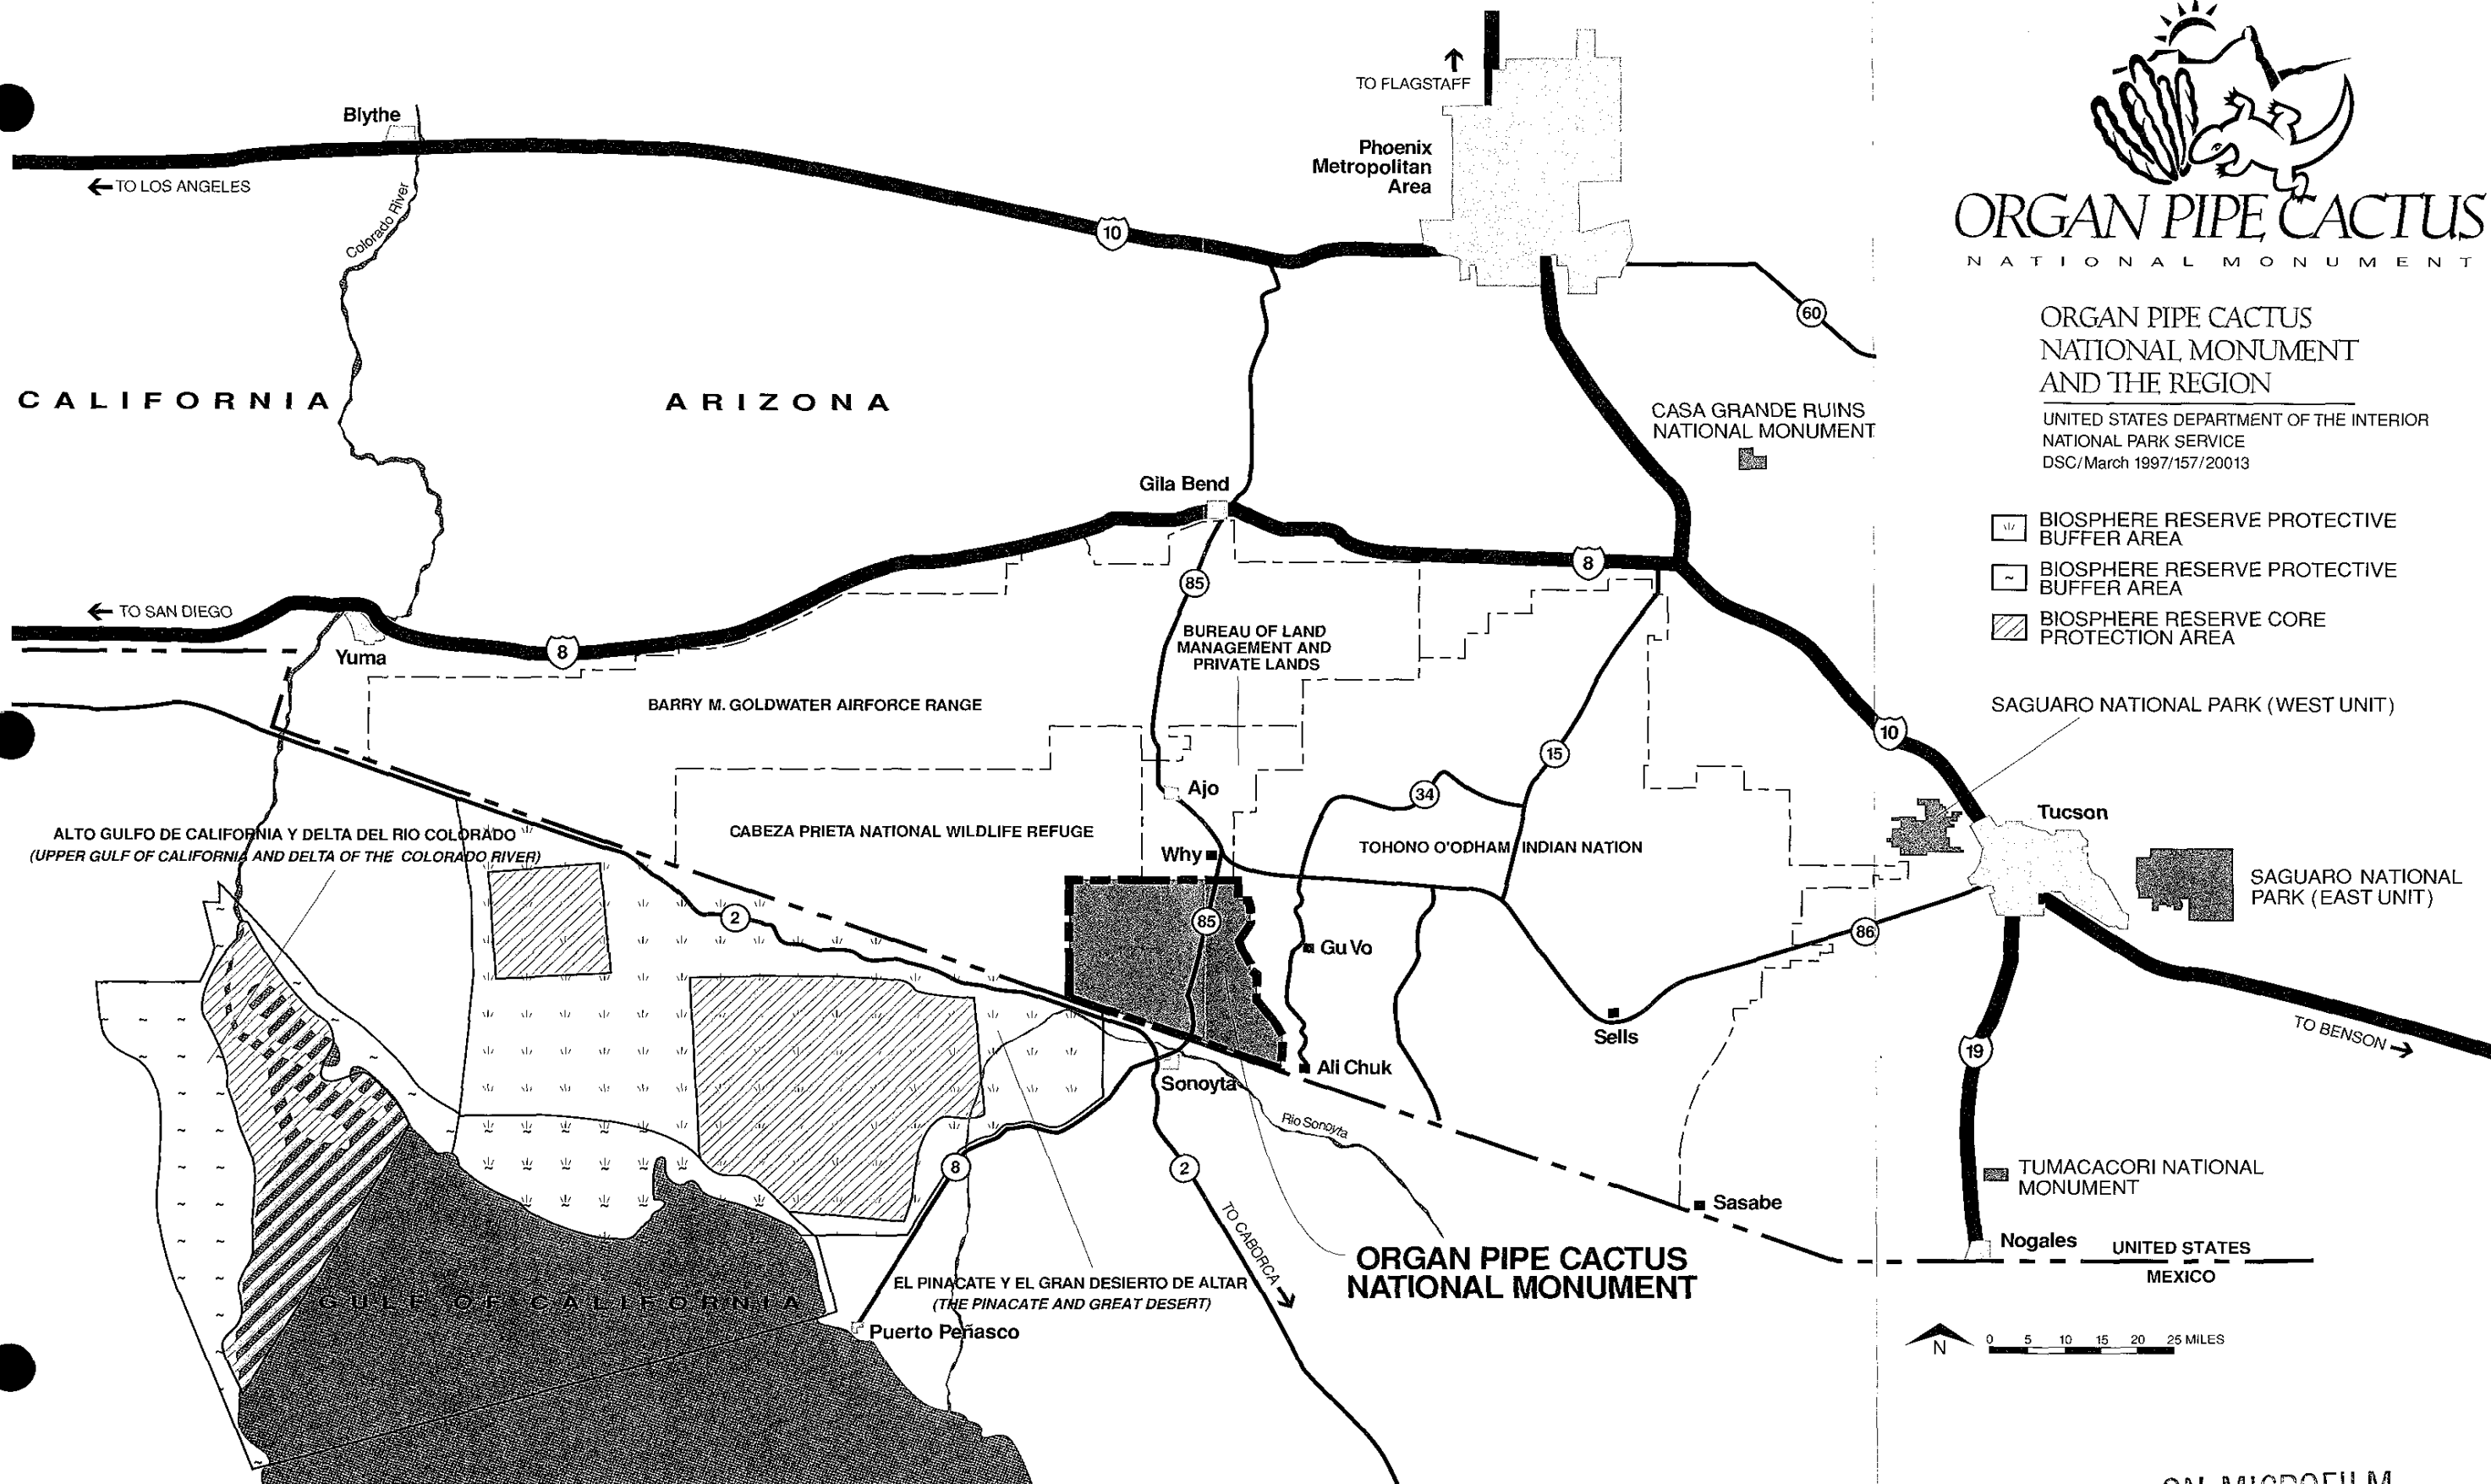 TO FLAGSTAFF
Blythe
Phoenix
Metropolitan
Area
TO LOS ANGELES
Colorado River
10
ORGAN PIPE CACTUS
NATIONAL MONUMENT
60
ORGAN PIPE CACTUS
NATIONAL MONUMENT
AND THE REGION
UNITED STATES DEPARTMENT OF THE INTERIOR
NATIONAL PARK SERVICE
DSC/March 1997/157/20013
CALIFORNIA
ARIZONA
CASA GRANDE RUINS
NATIONAL MONUMENT
Gila Bend
BIOSPHERE RESERVE PROTECTIVE
BUFFER AREA
BIOSPHERE RESERVE PROTECTIVE
BUFFER AREA
BIOSPHERE RESERVE CORE
PROTECTION AREA
8
85
TO SAN DIEGO
Yuma
8
BUREAU OF LAND
MANAGEMENT AND
PRIVATE LANDS
BARRY M. GOLDWATER AIRFORCE RANGE
SAGUARO NATIONAL PARK (WEST UNIT)
10
15
34
Ajo
Tucson
ALTO GULFO DE CALIFORNIA Y DELTA DEL RIO COLORADO
(UPPER GULF OF CALIFORNIA AND DELTA OF THE COLORADO RIVER)
CABEZA PRIETA NATIONAL WILDLIFE REFUGE
Why
TOHONO O'ODHAM INDIAN NATION
SAGUARO NATIONAL
PARK (EAST UNIT)
2
85
86
Gu Vo
Sells
TO BENSON
19
Ali Chuk
Sonoyta
Rio Sonoyta
8
2
TUMACACORI NATIONAL
MONUMENT
Sasabe
TO CABORCA
Nogales
UNITED STATES
MEXICO
ORGAN PIPE CACTUS
NATIONAL MONUMENT
EL PINACATE Y EL GRAN DESIERTO DE ALTAR
(THE PINACATE AND GREAT DESERT)
GULF OF CALIFORNIA
Puerto Peñasco
N
0 5 10 15 20 25 MILES
ON MICROFILM